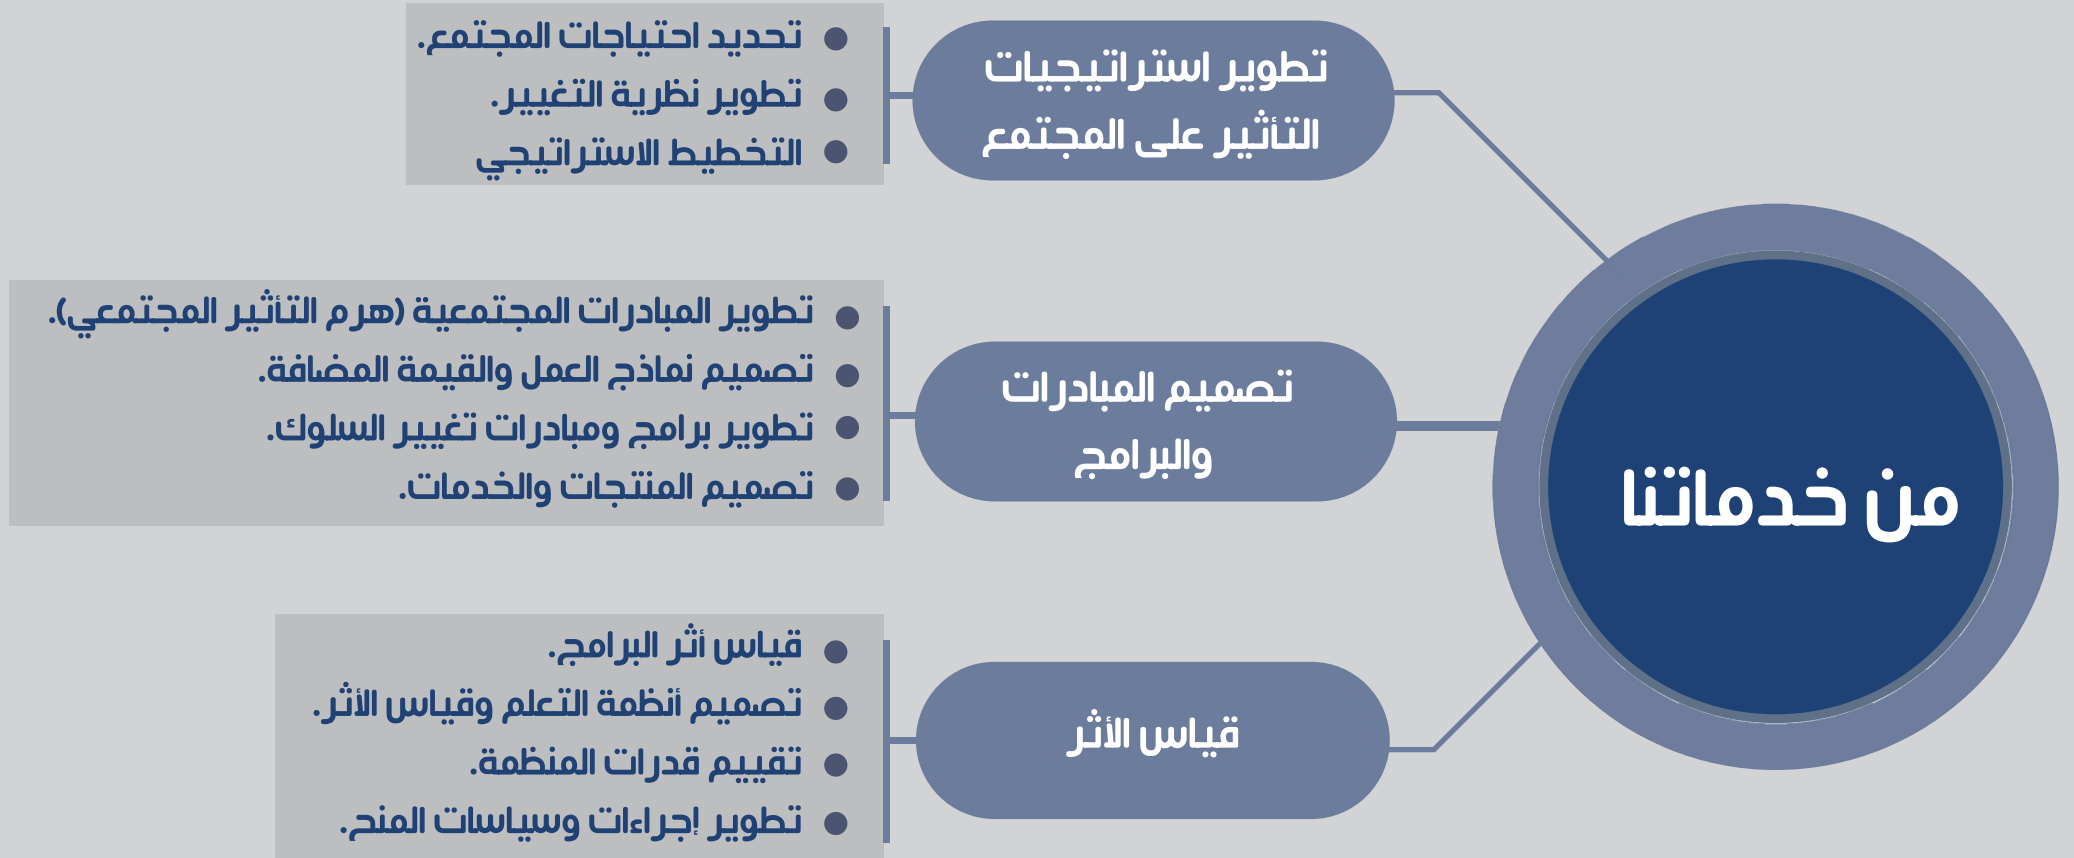 من خدماتنا
تطوير استراتيجيات
التأثير على المجتمع
تحديد احتياجات المجتمع.
تطوير نظرية التغيير.
التخطيط الاستراتيجي
تصميم المبادرات
والبرامج
تطوير المبادرات المجتمعية (هرم التأثير المجتمعي).
تصميم نماذج العمل والقيمة المضافة.
تطوير برامج ومبادرات تغيير السلوك.
تصميم المنتجات والخدمات.
قياس الأثر
قياس أثر البرامج.
تصميم أنظمة التعلم وقياس الأثر.
تقييم قدرات المنظمة.
تطوير إجراءات وسياسات المنح.